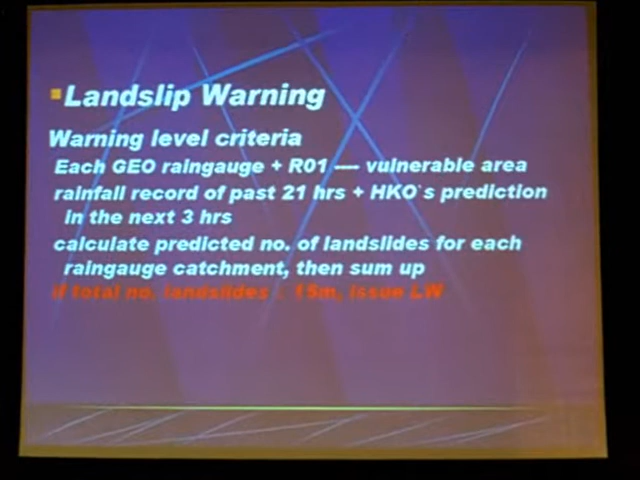 Landslip Warning
Warning level criteria
Each GEO raingauge + R01 --- vulnerable area
rainfall record of past 21 hrs + HKO`s prediction
in the next 3 hrs
calculate predicted no. of landslides for each
raingauge catchment, then sum up
if total no. landslides 15m, issue LW